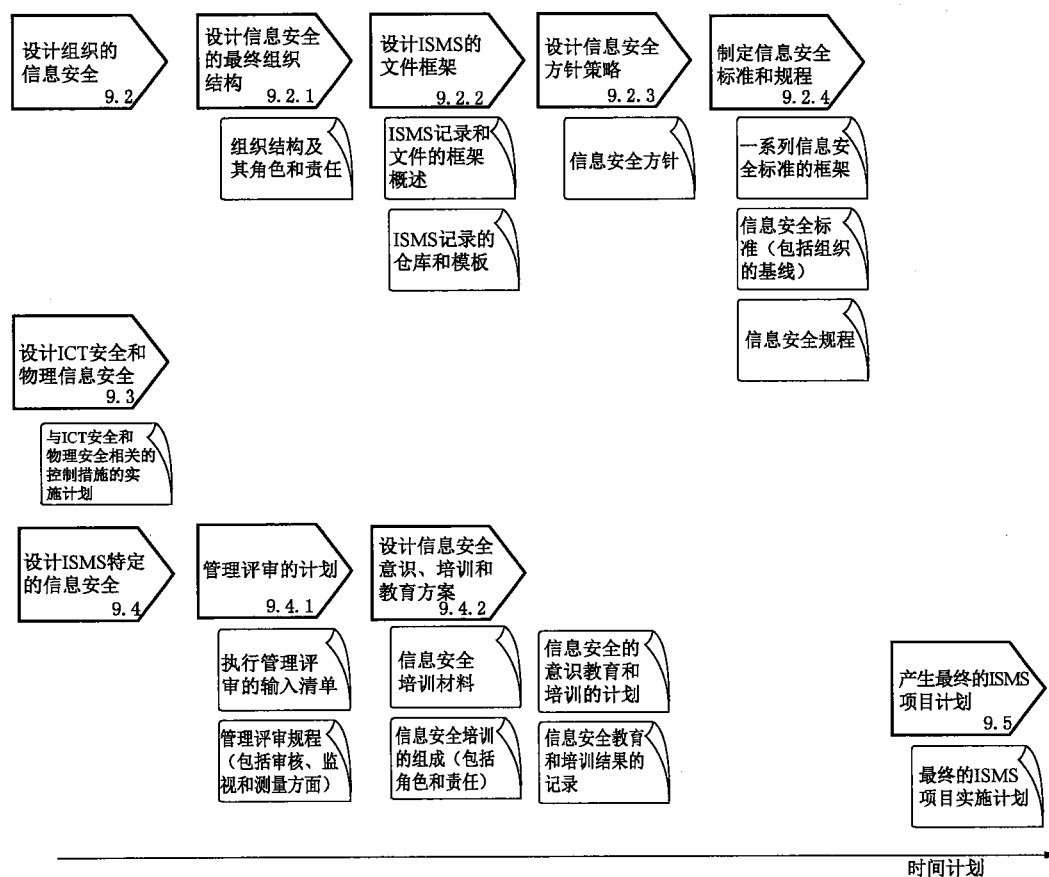 设计组织的
信息安全
9.2
设计信息安全
的最终组织
结构
9.2.1
设计ISMS的
文件框架
9.2.2
设计信息安全
方针策略
9.2.3
制定信息安全
标准和规程
9.2.4
组织结构及
其角色和责任
ISMS记录和
文件的框架
概述
ISMS记录的
仓库和模板
信息安全方针
一系列信息安
全标准的框架
信息安全标
准（包括组织
的基线）
信息安全规程
设计ICT安全和
物理信息安全
9.3
与ICT安全和
物理安全相关的
控制措施的实
施计划
设计ISMS特定
的信息安全
9.4
管理评审的计划
9.4.1
设计信息安全
意识、培训和
教育方案
9.4.2
执行管理评
审的输入清单
管理评审规程
（包括审核、监
视和测量方面）
信息安全
培训材料
信息安全培训
的组成（包括
角色和责任）
信息安全的
意识教育和
培训的计划
信息安全教育
和培训结果的
记录
产生最终的ISMS
项目计划
9.5
最终的ISMS
项目实施计划
时间计划